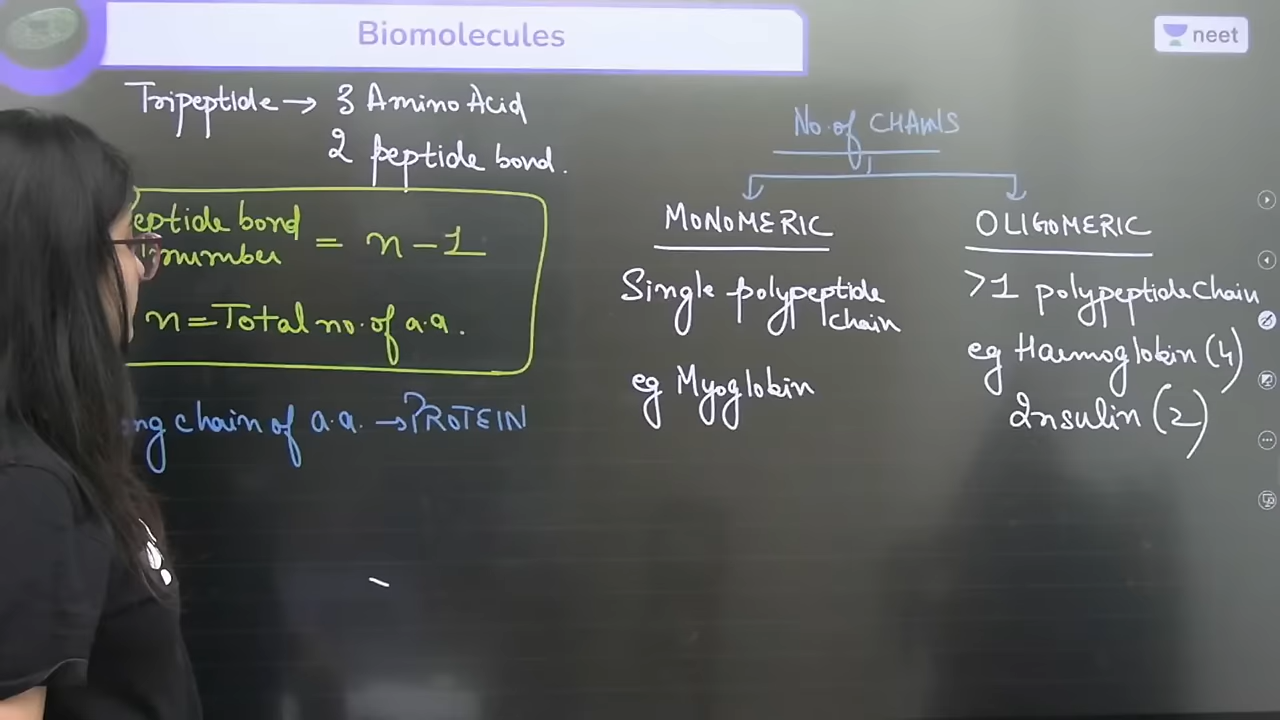 Biomolecules
neet
Tripeptide → 3 Amino Acid
2 peptide bond.
eptide bond
number = n - 1
n = Total no. of a.a.
ng chain of a.a. → PROTEIN
No. of CHAINS
MONOMERIC
Single polypeptide
chain
eg Myoglobin
OLIGOMERIC
>1 polypeptide Chain
eg Haemoglobin (4)
Insulin (2)